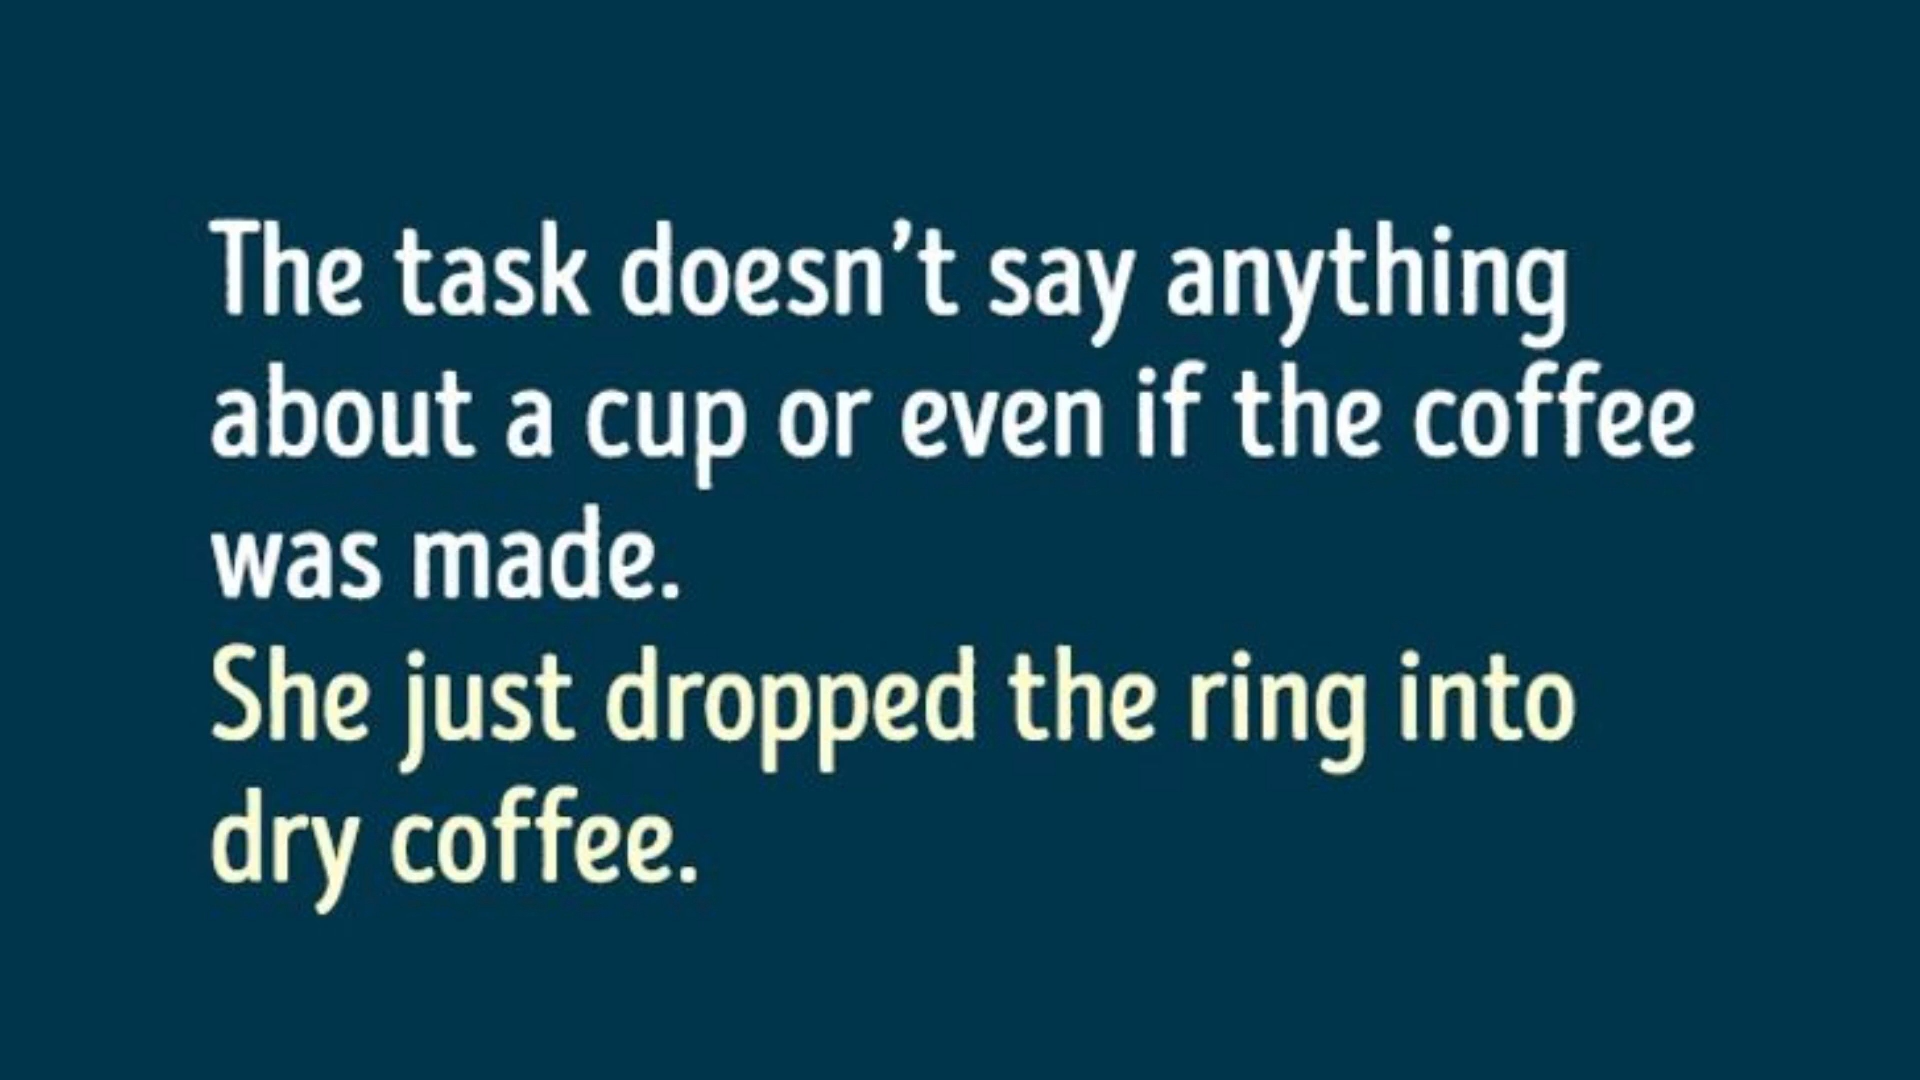 The task doesn’t say anything
about a cup or even if the coffee
was made.
She just dropped the ring into
dry coffee.